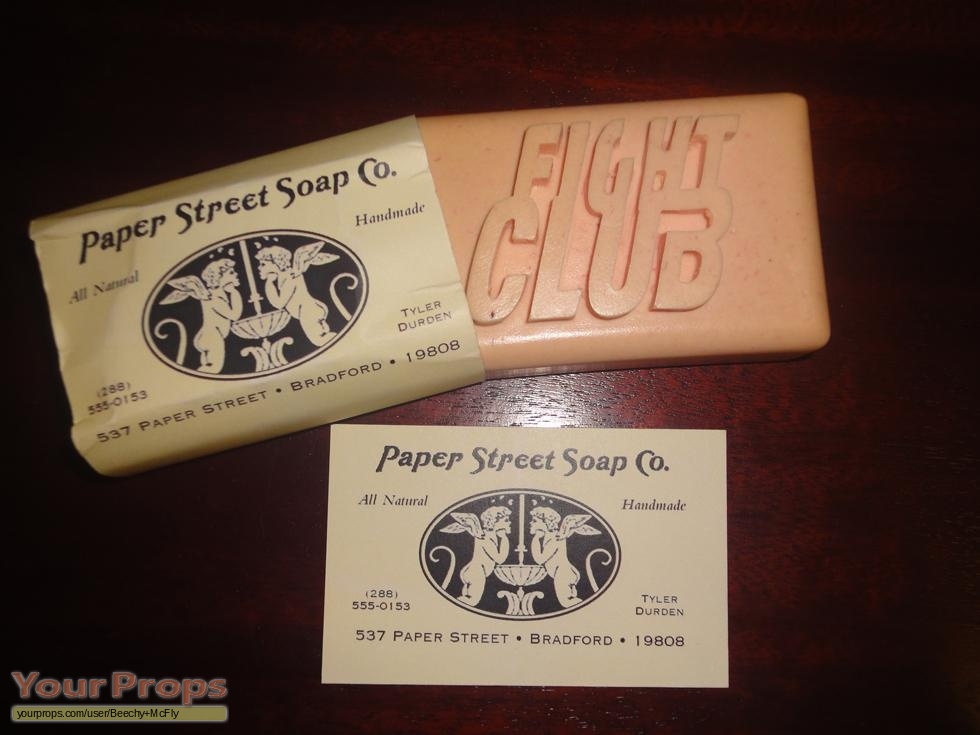 Paper Street Soap Co.
All Natural
Handmade
(288)
555-0153
TYLER
DURDEN
537 PAPER STREET • BRADFORD • 19808
FIGHT
CLUB
Paper Street Soap Co.
All Natural
Handmade
(288)
555-0153
TYLER
DURDEN
537 PAPER STREET • BRADFORD • 19808
Your Props
yourprops.com/user/Beechy+McFly